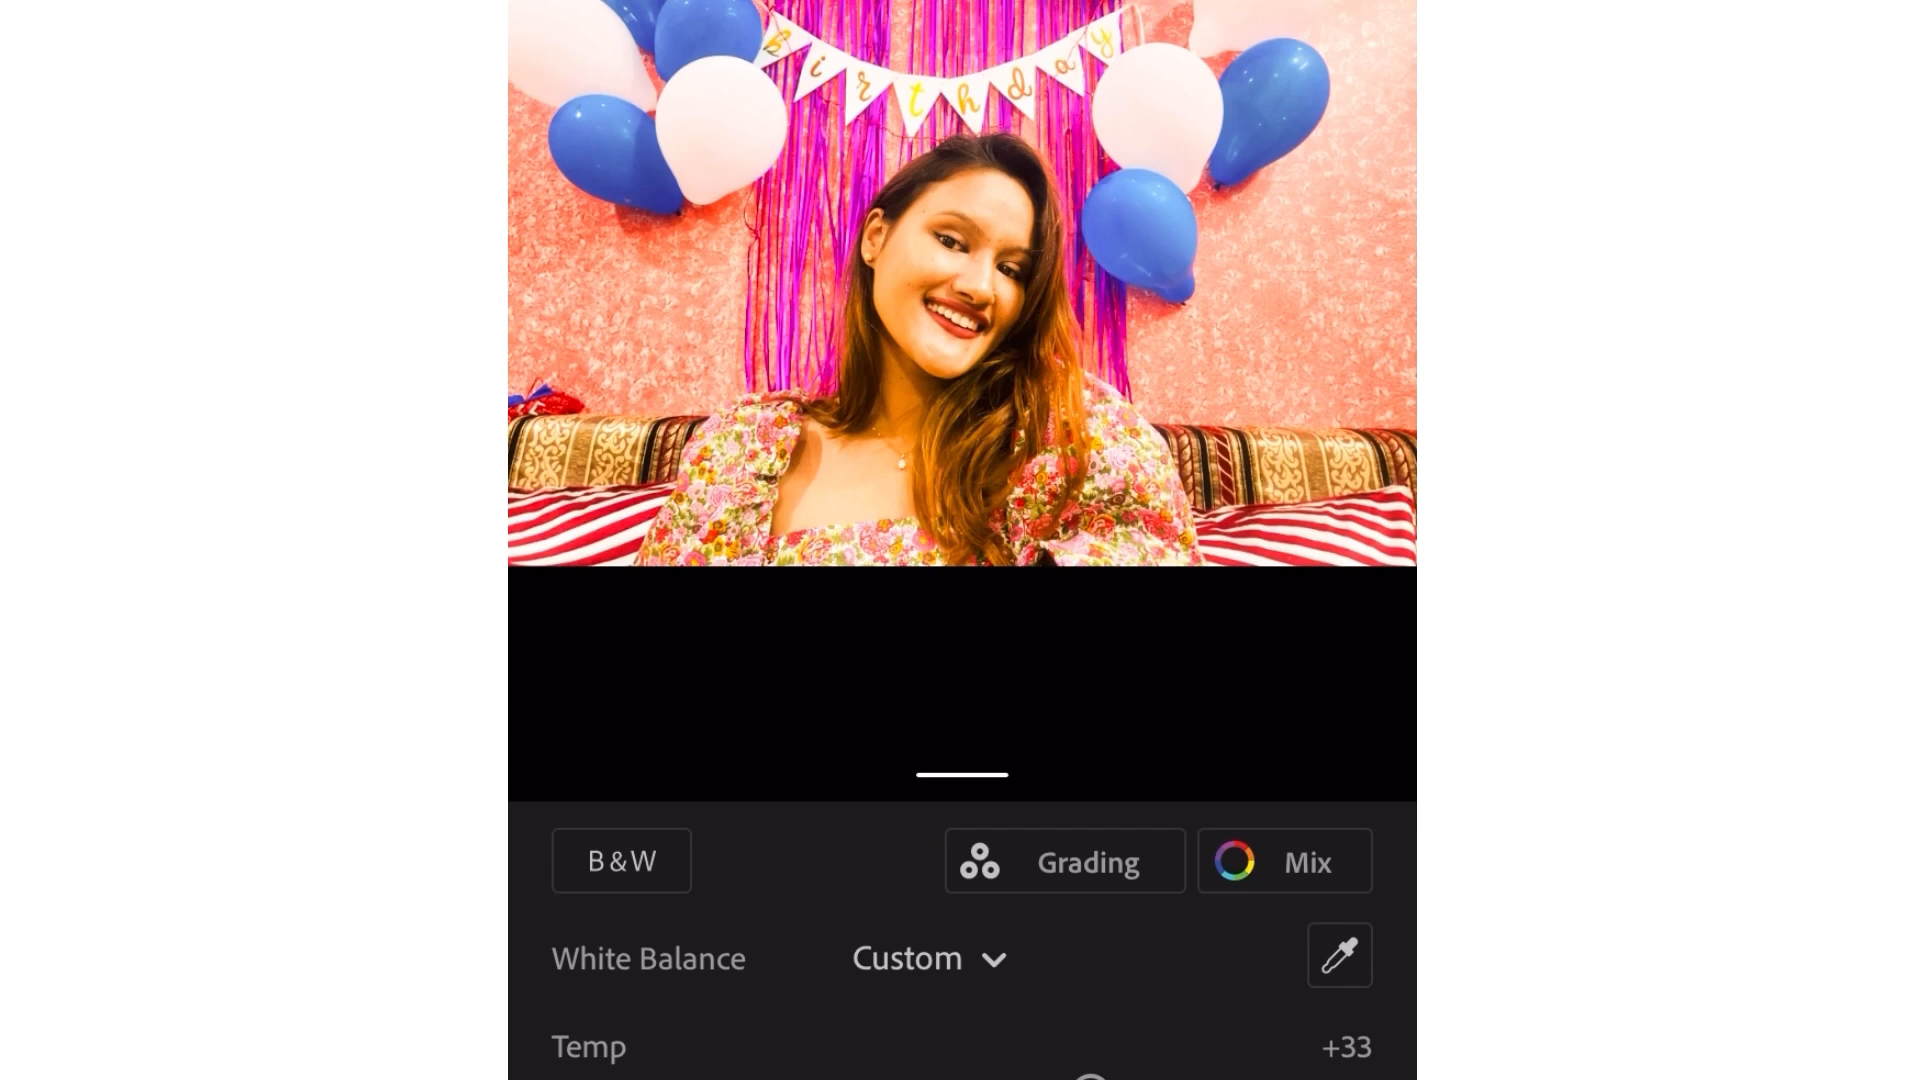 birthday
B&W
Grading
Mix
White Balance
Custom
Temp
+33